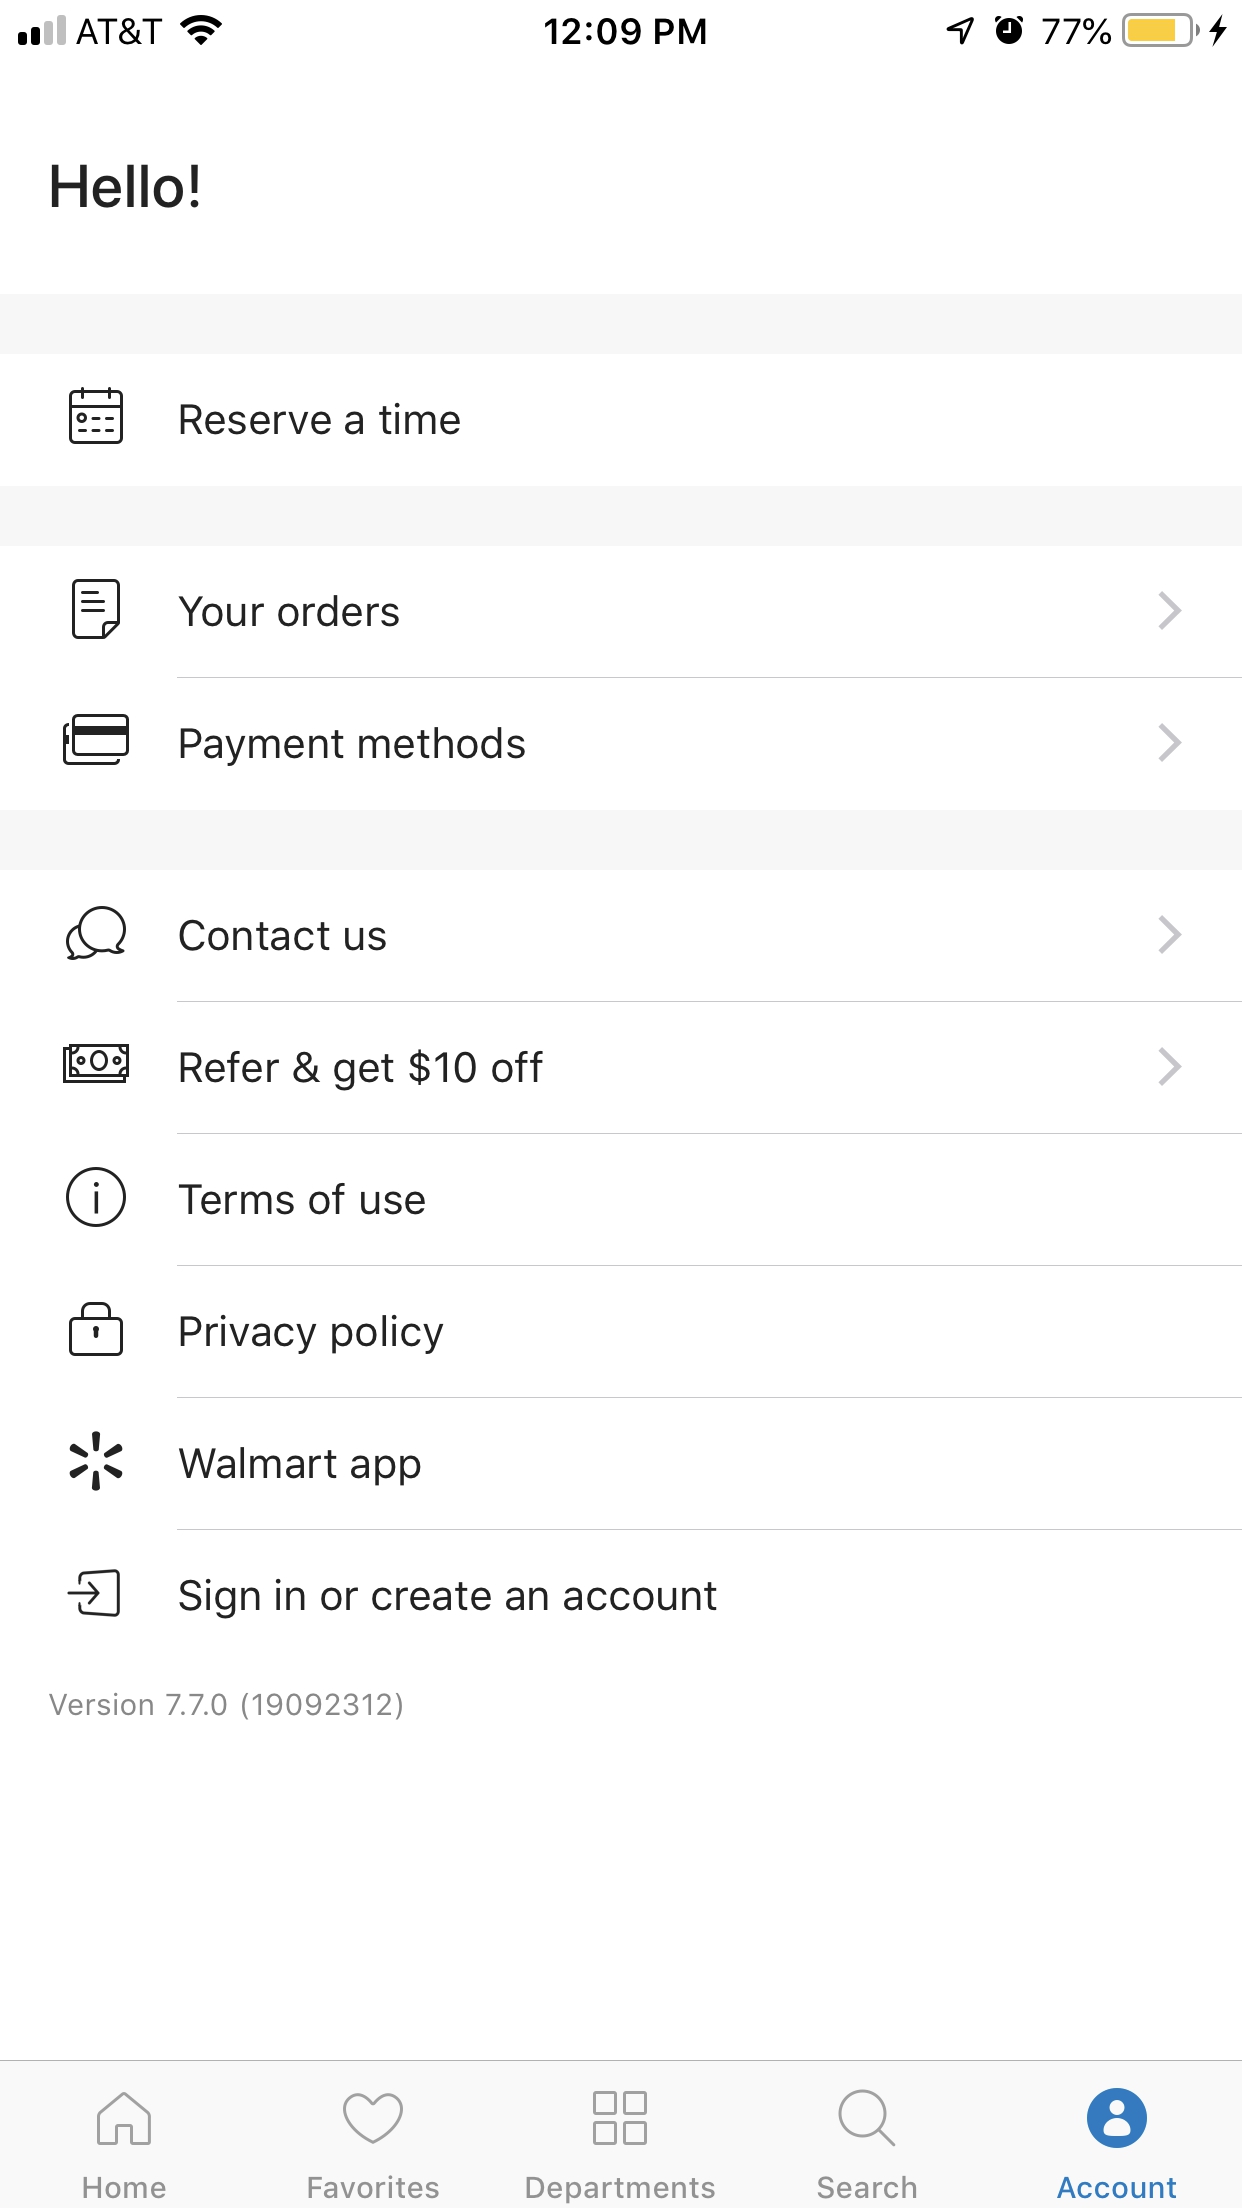 AT&T 12:09 PM 77%
Hello!
Reserve a time
Your orders
Payment methods
Contact us
Refer & get $10 off
Terms of use
Privacy policy
Walmart app
Sign in or create an account
Version 7.7.0 (19092312)
Home Favorites Departments Search Account